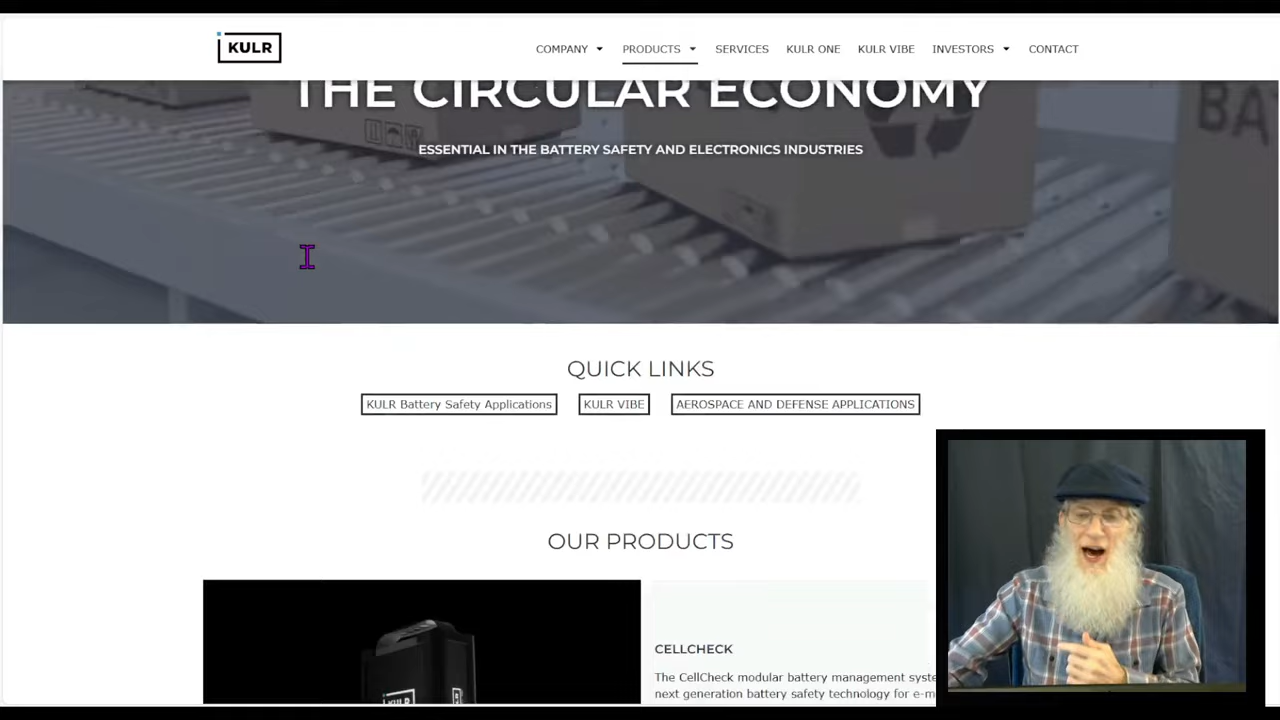 KULR
COMPANY PRODUCTS SERVICES KULR ONE KULR VIBE INVESTORS CONTACT
THE CIRCULAR ECONOMY
BA
ESSENTIAL IN THE BATTERY SAFETY AND ELECTRONICS INDUSTRIES
QUICK LINKS
KULR Battery Safety Applications KULR VIBE AEROSPACE AND DEFENSE APPLICATIONS
OUR PRODUCTS
CELLCHECK
The CellCheck modular battery management
next generation battery safety technology for
KULR